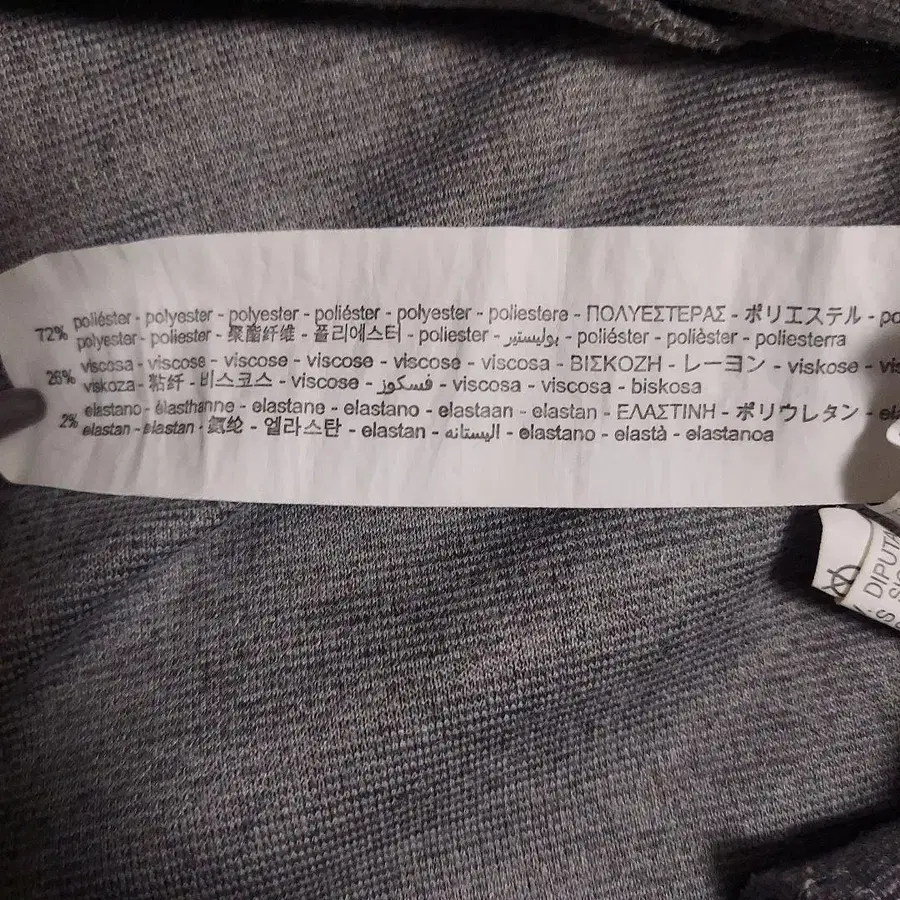 72% poliéster - polyester - polyester - poliéster - polyester - poliestere - ΠΟΛΥΕΣΤΕΡΑΣ - ポリエステル - po
polyester - poliester - 聚酯纤维 - 폴리에스터 - poliester - بوليستير - poliéster - polièster - poliesterra
26% viscosa - viscose - viscose - viscose - viscose - viscosa - ΒΙΣΚΟΖΗ - レーヨン - viskose - vis
viskoza - 粘纤 - 비스코스 - viscose - فسكوز - viscosa - viscosa - biskosa
2% elastano - élasthanne - elastane - elastano - elastaan - elastan - ΕΛΑΣΤΙΝΗ - ポリウレタン - el
elastan - elastan - 氨纶 - 엘라스탄 - elastan - اليستانه - elastano - elastà - elastanoa
DIPUTA